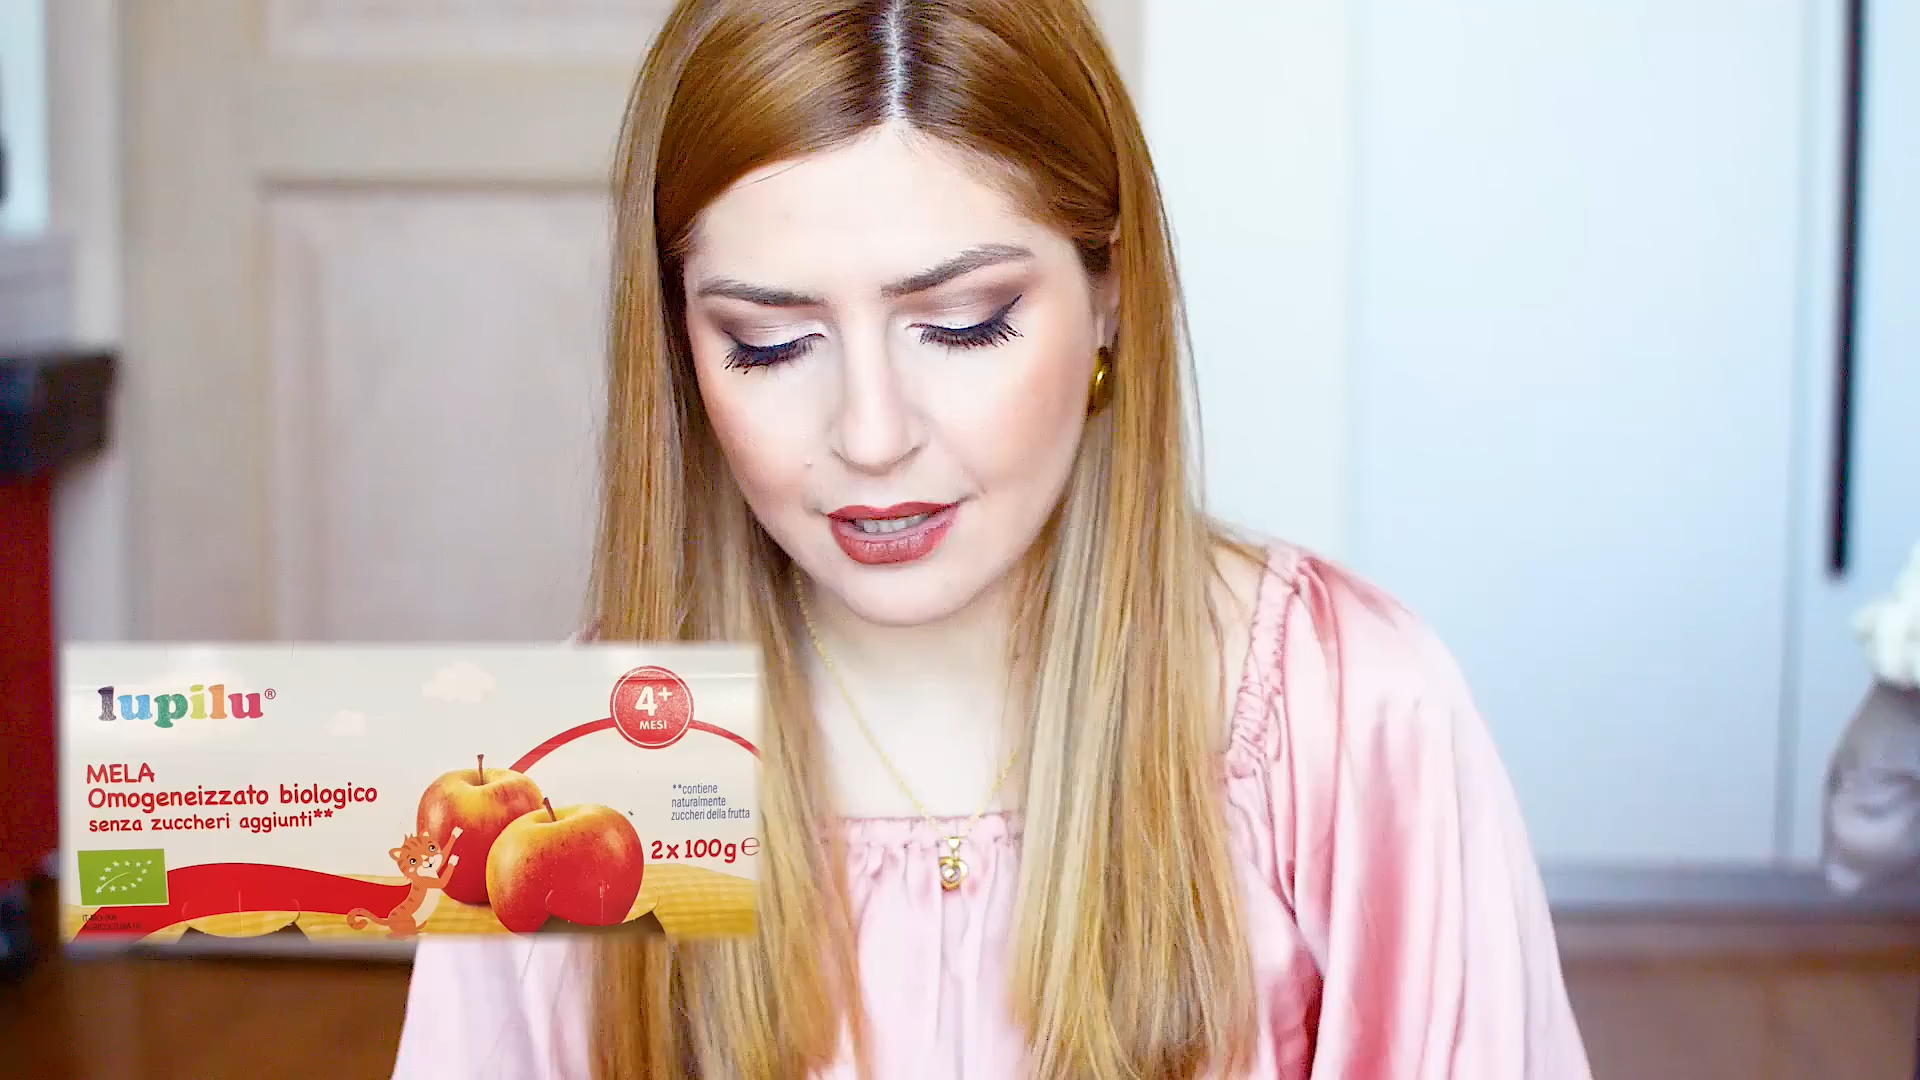 lupilu®
4+
MESI
MELA
Omogeneizzato biologico
senza zuccheri aggiunti**
**contiene
naturalmente
zuccheri della frutta
2x100g e